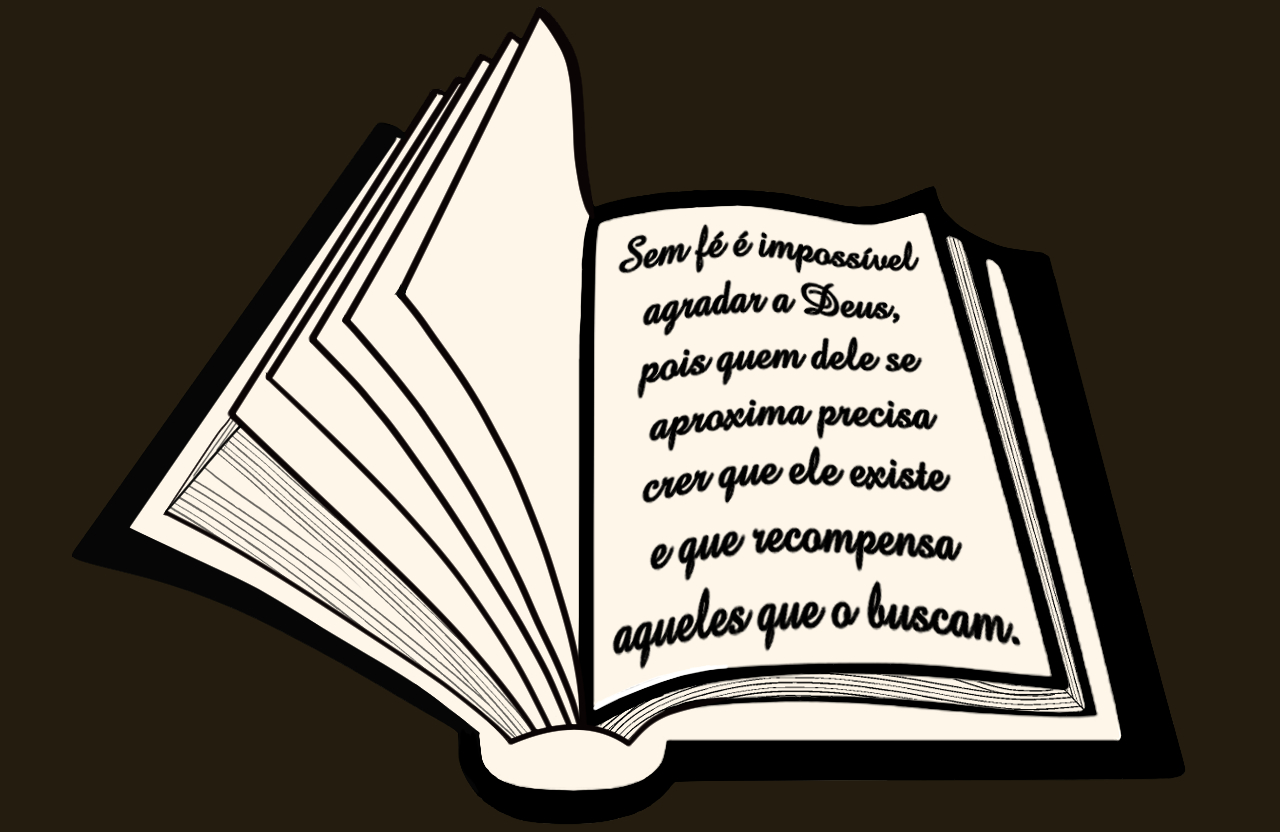 Sem fé é impossível
agradar a Deus,
pois quem dele se
aproxima precisa
crer que ele existe
e que recompensa
aqueles que o buscam.